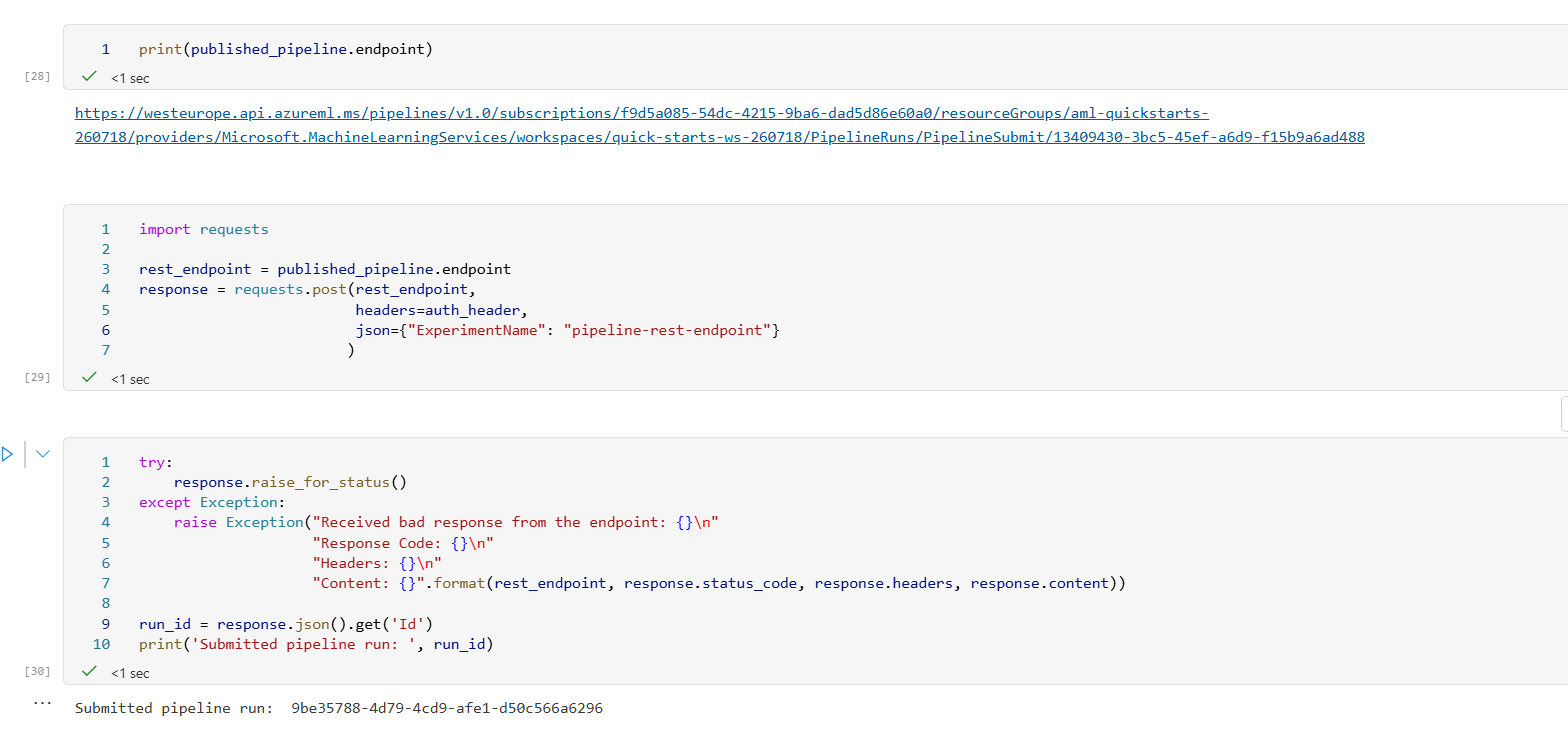 1 print(published_pipeline.endpoint)
[28] <1 sec
https://westeurope.api.azureml.ms/pipelines/v1.0/subscriptions/f9d5a085-54dc-4215-9ba6-dad5d86e60a0/resourceGroups/aml-quickstarts-
260718/providers/Microsoft.MachineLearningServices/workspaces/quick-starts-ws-260718/PipelineRuns/PipelineSubmit/13409430-3bc5-45ef-a6d9-f15b9a6ad488
1 import requests
2
3 rest_endpoint = published_pipeline.endpoint
4 response = requests.post(rest_endpoint,
5                          headers=auth_header,
6                          json={"ExperimentName": "pipeline-rest-endpoint"}
7                         )
[29] <1 sec
1 try:
2     response.raise_for_status()
3 except Exception:
4     raise Exception("Received bad response from the endpoint: {}\n"
5                     "Response Code: {}\n"
6                     "Headers: {}\n"
7                     "Content: {}".format(rest_endpoint, response.status_code, response.headers, response.content))
8
9 run_id = response.json().get('Id')
10 print('Submitted pipeline run: ', run_id)
[30] <1 sec
... Submitted pipeline run:  9be35788-4d79-4cd9-afe1-d50c566a6296